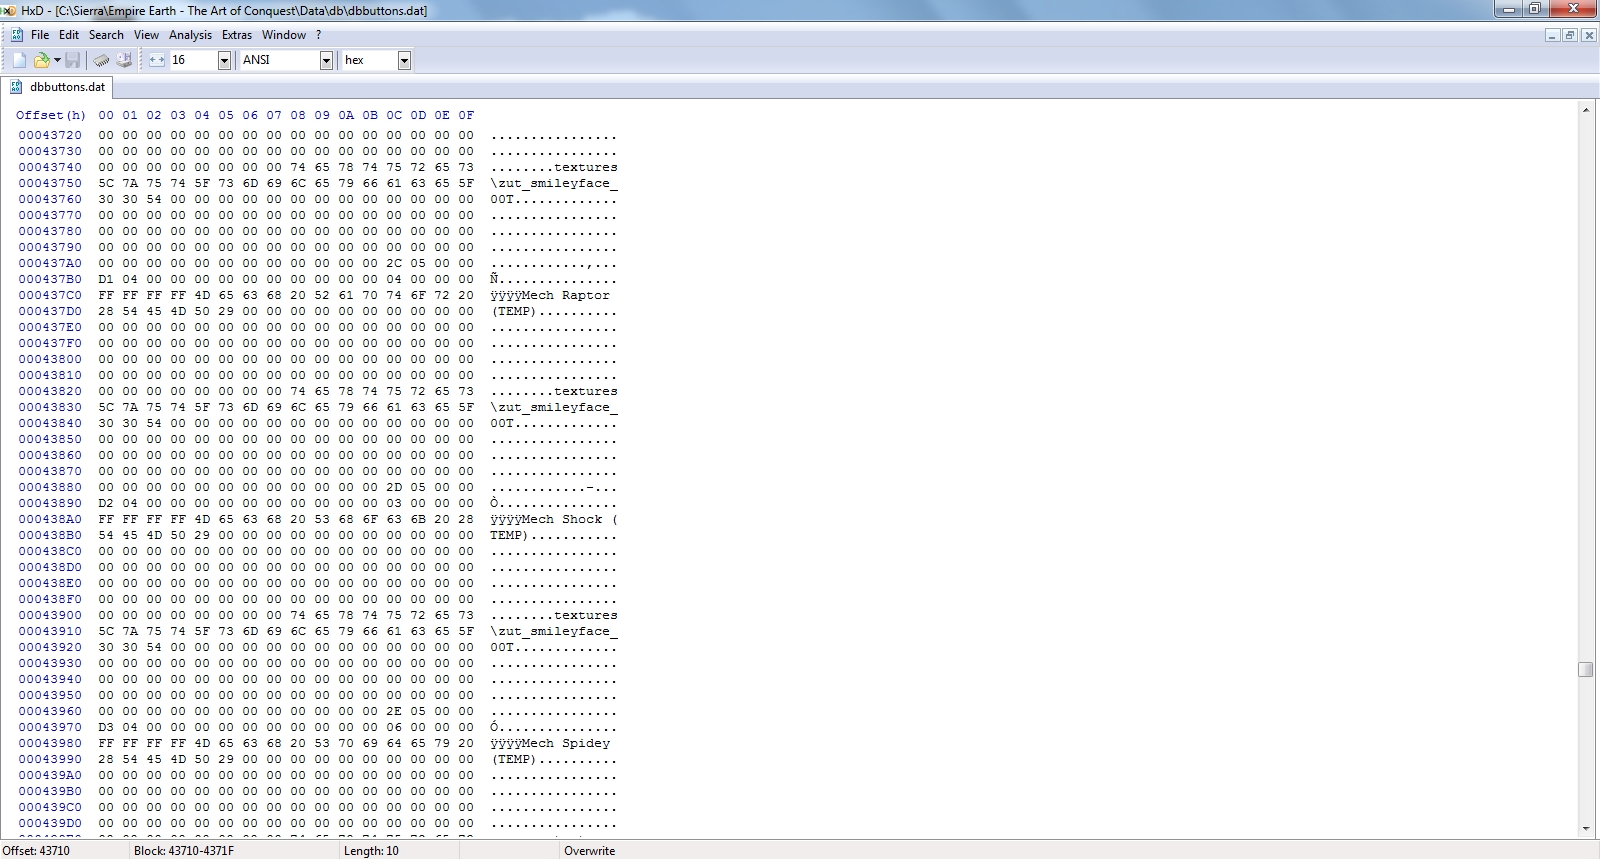 HxD - [C:\Sierra\Empire Earth - The Art of Conquest\Data\db\dbbuttons.dat]
File Edit Search View Analysis Extras Window ?
16 ANSI hex
dbbuttons.dat
Offset(h) 00 01 02 03 04 05 06 07 08 09 0A 0B 0C 0D 0E 0F
00043720 00 00 00 00 00 00 00 00 00 00 00 00 00 00 00 00 ................
00043730 00 00 00 00 00 00 00 00 00 00 00 00 00 00 00 00 ................
00043740 00 00 00 00 00 00 00 00 74 65 78 74 75 72 65 73 ........textures
00043750 5C 7A 75 74 5F 73 6D 69 6C 65 79 66 61 63 65 5F \zut_smileyface_
00043760 30 30 54 00 00 00 00 00 00 00 00 00 00 00 00 00 00T.............
00043770 00 00 00 00 00 00 00 00 00 00 00 00 00 00 00 00 ................
00043780 00 00 00 00 00 00 00 00 00 00 00 00 00 00 00 00 ................
00043790 00 00 00 00 00 00 00 00 00 00 00 00 00 00 00 00 ................
000437A0 00 00 00 00 00 00 00 00 00 00 00 00 2C 05 00 00 ............,...
000437B0 D1 04 00 00 00 00 00 00 00 00 00 00 04 00 00 00 Ñ...............
000437C0 FF FF FF FF 4D 65 63 68 20 52 61 70 74 6F 72 20 ÿÿÿÿMech Raptor
000437D0 28 54 45 4D 50 29 00 00 00 00 00 00 00 00 00 00 (TEMP)..........
000437E0 00 00 00 00 00 00 00 00 00 00 00 00 00 00 00 00 ................
000437F0 00 00 00 00 00 00 00 00 00 00 00 00 00 00 00 00 ................
00043800 00 00 00 00 00 00 00 00 00 00 00 00 00 00 00 00 ................
00043810 00 00 00 00 00 00 00 00 00 00 00 00 00 00 00 00 ................
00043820 00 00 00 00 00 00 00 00 74 65 78 74 75 72 65 73 ........textures
00043830 5C 7A 75 74 5F 73 6D 69 6C 65 79 66 61 63 65 5F \zut_smileyface_
00043840 30 30 54 00 00 00 00 00 00 00 00 00 00 00 00 00 00T.............
00043850 00 00 00 00 00 00 00 00 00 00 00 00 00 00 00 00 ................
00043860 00 00 00 00 00 00 00 00 00 00 00 00 00 00 00 00 ................
00043870 00 00 00 00 00 00 00 00 00 00 00 00 00 00 00 00 ................
00043880 00 00 00 00 00 00 00 00 00 00 00 00 2D 05 00 00 ............-...
00043890 D2 04 00 00 00 00 00 00 00 00 00 00 03 00 00 00 Ò...............
000438A0 FF FF FF FF 4D 65 63 68 20 53 68 6F 63 6B 20 28 ÿÿÿÿMech Shock (
000438B0 54 45 4D 50 29 00 00 00 00 00 00 00 00 00 00 00 TEMP)...........
000438C0 00 00 00 00 00 00 00 00 00 00 00 00 00 00 00 00 ................
000438D0 00 00 00 00 00 00 00 00 00 00 00 00 00 00 00 00 ................
000438E0 00 00 00 00 00 00 00 00 00 00 00 00 00 00 00 00 ................
000438F0 00 00 00 00 00 00 00 00 00 00 00 00 00 00 00 00 ................
00043900 00 00 00 00 00 00 00 00 74 65 78 74 75 72 65 73 ........textures
00043910 5C 7A 75 74 5F 73 6D 69 6C 65 79 66 61 63 65 5F \zut_smileyface_
00043920 30 30 54 00 00 00 00 00 00 00 00 00 00 00 00 00 00T.............
00043930 00 00 00 00 00 00 00 00 00 00 00 00 00 00 00 00 ................
00043940 00 00 00 00 00 00 00 00 00 00 00 00 00 00 00 00 ................
00043950 00 00 00 00 00 00 00 00 00 00 00 00 00 00 00 00 ................
00043960 00 00 00 00 00 00 00 00 00 00 00 00 2E 05 00 00 ................
00043970 D3 04 00 00 00 00 00 00 00 00 00 00 06 00 00 00 Ó...............
00043980 FF FF FF FF 4D 65 63 68 20 53 70 69 64 65 79 20 ÿÿÿÿMech Spidey
00043990 28 54 45 4D 50 29 00 00 00 00 00 00 00 00 00 00 (TEMP)..........
000439A0 00 00 00 00 00 00 00 00 00 00 00 00 00 00 00 00 ................
000439B0 00 00 00 00 00 00 00 00 00 00 00 00 00 00 00 00 ................
000439C0 00 00 00 00 00 00 00 00 00 00 00 00 00 00 00 00 ................
000439D0 00 00 00 00 00 00 00 00 00 00 00 00 00 00 00 00 ................
Offset: 43710 Block: 43710-4371F Length: 10 Overwrite